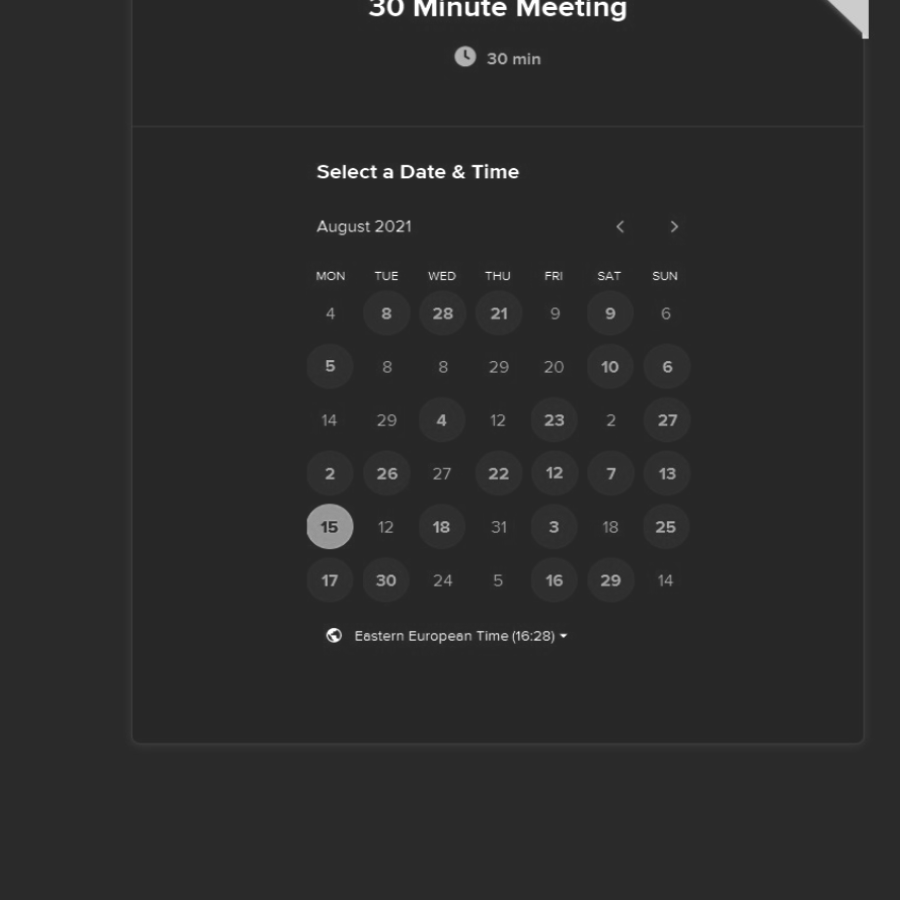 30 Minute Meeting
30 min
Select a Date & Time
August 2021
MON TUE WED THU FRI SAT SUN
4 8 28 21 9 9 6
5 8 8 29 20 10 6
14 29 4 12 23 2 27
2 26 27 22 12 7 13
15 12 18 31 3 18 25
17 30 24 5 16 29 14
Eastern European Time (16:28)